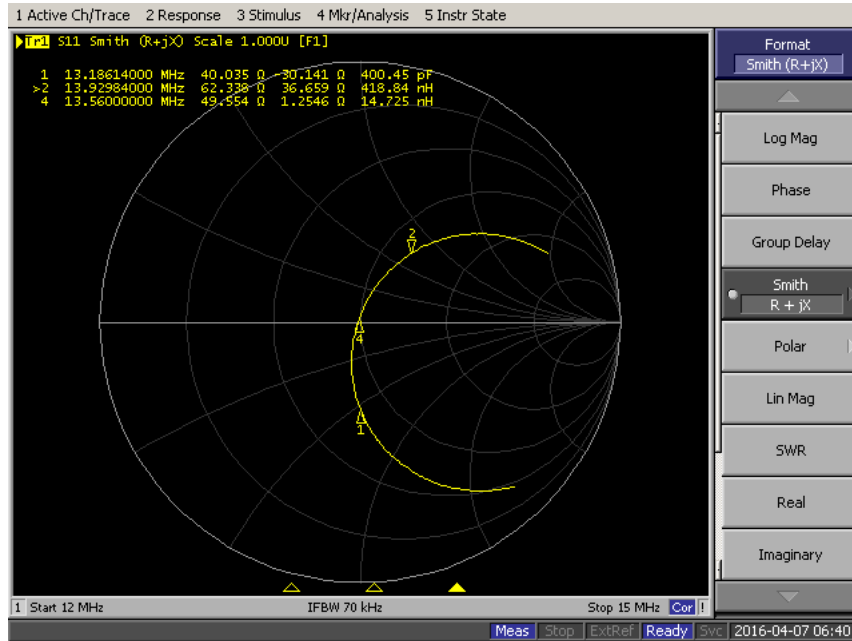 1 Active Ch/Trace 2 Response 3 Stimulus 4 Mkr/Analysis 5 Instr State
Tr1 S11 Smith (R+jX) Scale 1.000U [F1]
1 13.18614000 MHz 40.035 Ω -30.141 Ω 400.45 pF
>2 13.92984000 MHz 62.338 Ω 36.659 Ω 418.84 nH
4 13.56000000 MHz 49.554 Ω 1.2546 Ω 14.725 nH
2
4
1
Format
Smith (R+jX)
Log Mag
Phase
Group Delay
Smith
R + jX
Polar
Lin Mag
SWR
Real
Imaginary
1 Start 12 MHz IFBW 70 kHz Stop 15 MHz Cor !
Meas Stop ExtRef Ready Svc 2016-04-07 06:40